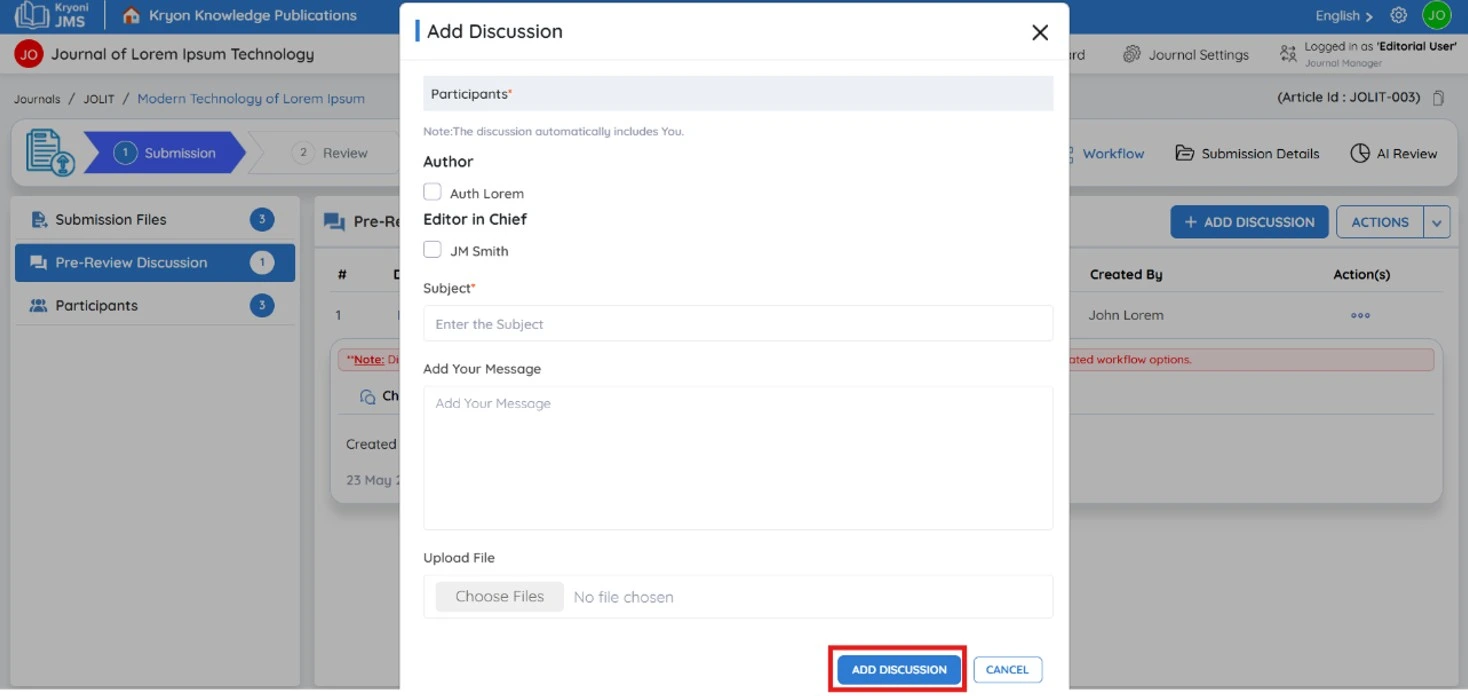 Kryoni
JMS
Kryon Knowledge Publications
English
JO
JO
Journal of Lorem Ipsum Technology
rd
Journal Settings
Logged in as 'Editorial User'
Journal Manager
Journals / JOLIT / Modern Technology of Lorem Ipsum
(Article Id : JOLIT-003)
1 Submission
2 Review
Workflow
Submission Details
AI Review
Submission Files 3
Pre-Review Discussion 1
Participants 3
Pre-Re
+ ADD DISCUSSION
ACTIONS
#
Created By
Action(s)
1
John Lorem
**Note: Di
ated workflow options.
Ch
Created
23 May 2
Add Discussion
Participants*
Note:The discussion automatically includes You.
Author
Auth Lorem
Editor in Chief
JM Smith
Subject*
Enter the Subject
Add Your Message
Add Your Message
Upload File
Choose Files No file chosen
ADD DISCUSSION
CANCEL